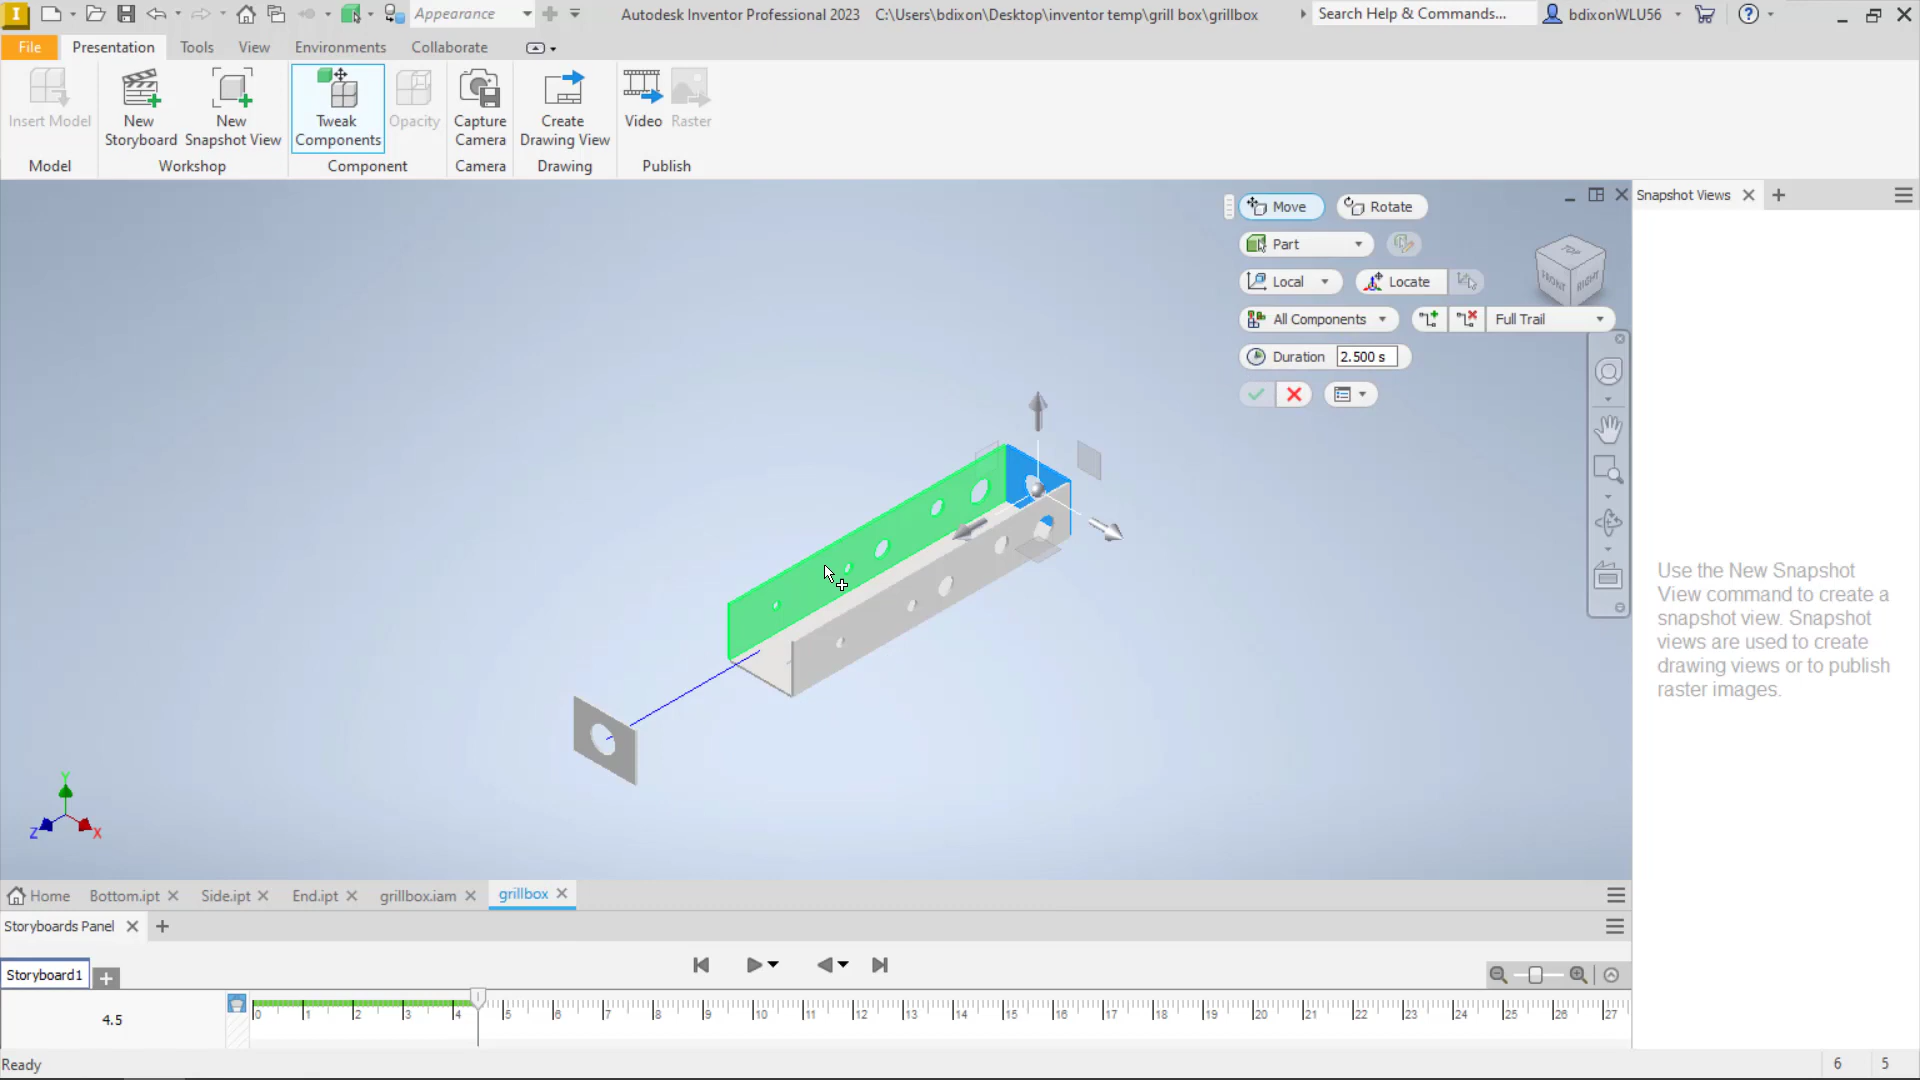 Appearance
Autodesk Inventor Professional 2023 C:\Users\bdixon\Desktop\inventor temp\grill box\grillbox
Search Help & Commands...
bdixonWLU56
File Presentation Tools View Environments Collaborate
Insert Model
New Storyboard
New Snapshot View
Tweak Components
Opacity
Capture Camera
Create Drawing View
Video
Raster
Model Workshop Component Camera Drawing Publish
Move Rotate
Part
Local Locate
All Components Full Trail
Duration 2.500 s
FRONT RIGHT
Snapshot Views
Use the New Snapshot
View command to create a
snapshot view. Snapshot
views are used to create
drawing views or to publish
raster images.
Y
Z X
Home Bottom.ipt Side.ipt End.ipt grillbox.iam grillbox
Storyboards Panel
Storyboard1
4.5
0 1 2 3 4 5 6 7 8 9 10 11 12 13 14 15 16 17 18 19 20 21 22 23 24 25 26 27
Ready
6 5